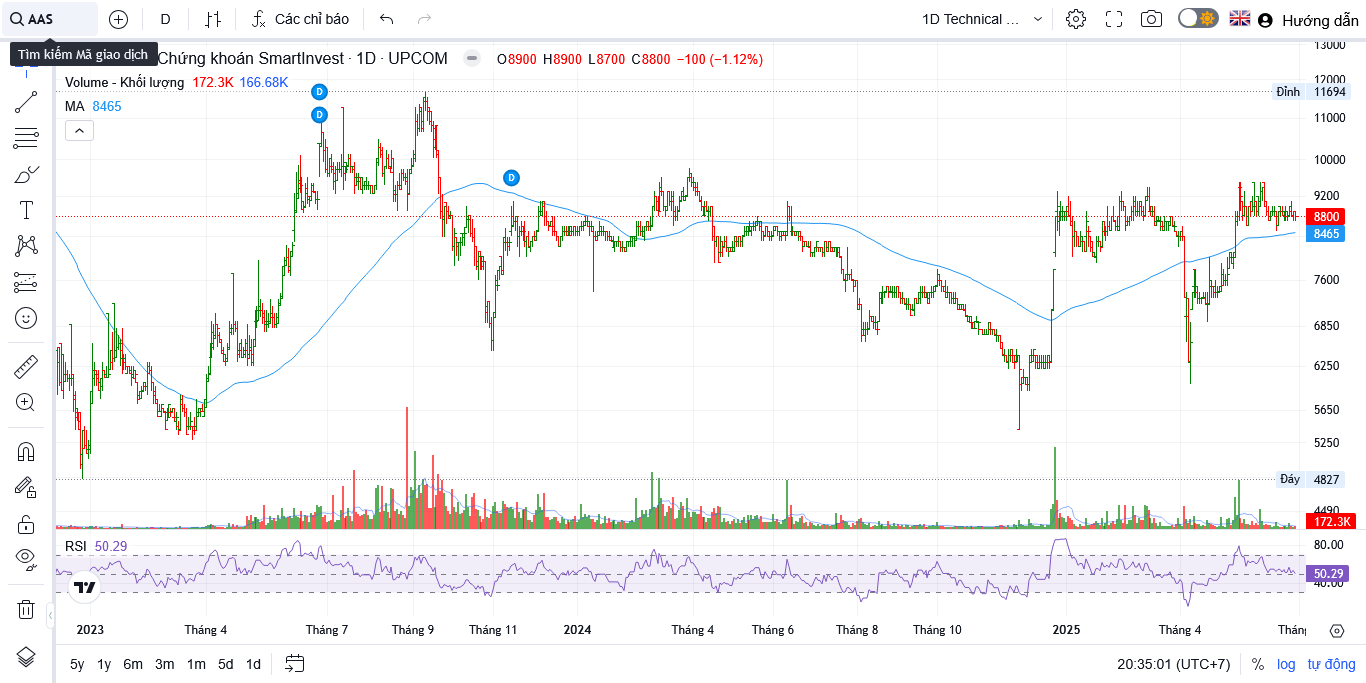 AAS
D
Các chỉ báo
1D Technical ...
Hướng dẫn
Tìm kiếm Mã giao dịch
Chứng khoán SmartInvest · 1D · UPCOM
O8900 H8900 L8700 C8800 −100 (−1.12%)
Volume - Khối lượng 172.3K 166.68K
MA 8465
D
D
D
13000
12000
Đỉnh 11694
11000
10000
9200
8800
8465
7600
6850
6250
5650
5250
Đáy 4827
4490
172.3K
RSI 50.29
80.00
50.29
40.00
2023 Tháng 4 Tháng 7 Tháng 9 Tháng 11 2024 Tháng 4 Tháng 6 Tháng 8 Tháng 10 2025 Tháng 4
5y 1y 6m 3m 1m 5d 1d
20:35:01 (UTC+7) % log tự động